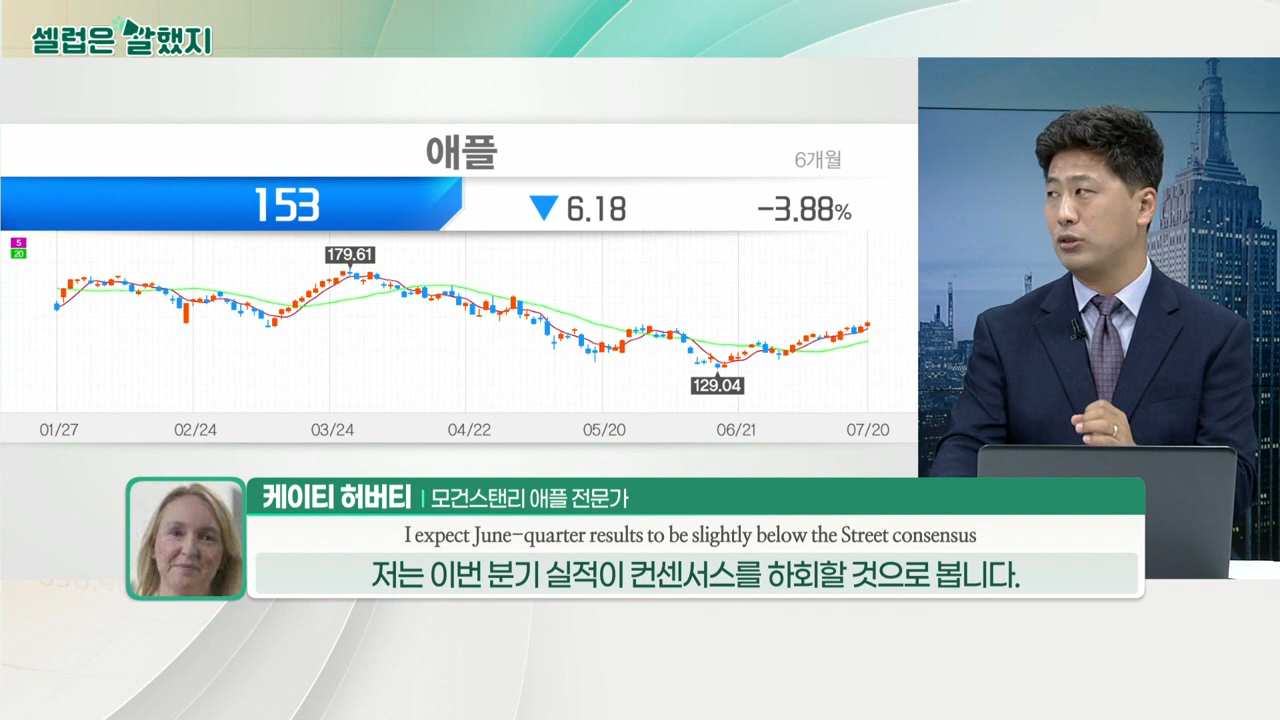 셀럽은 말했지
애플
6개월
153 ▼ 6.18 -3.88%
5
20
179.61
129.04
01/27 02/24 03/24 04/22 05/20 06/21 07/20
케이티 허버티 | 모건스탠리 애플 전문가
I expect June-quarter results to be slightly below the Street consensus
저는 이번 분기 실적이 컨센서스를 하회할 것으로 봅니다.